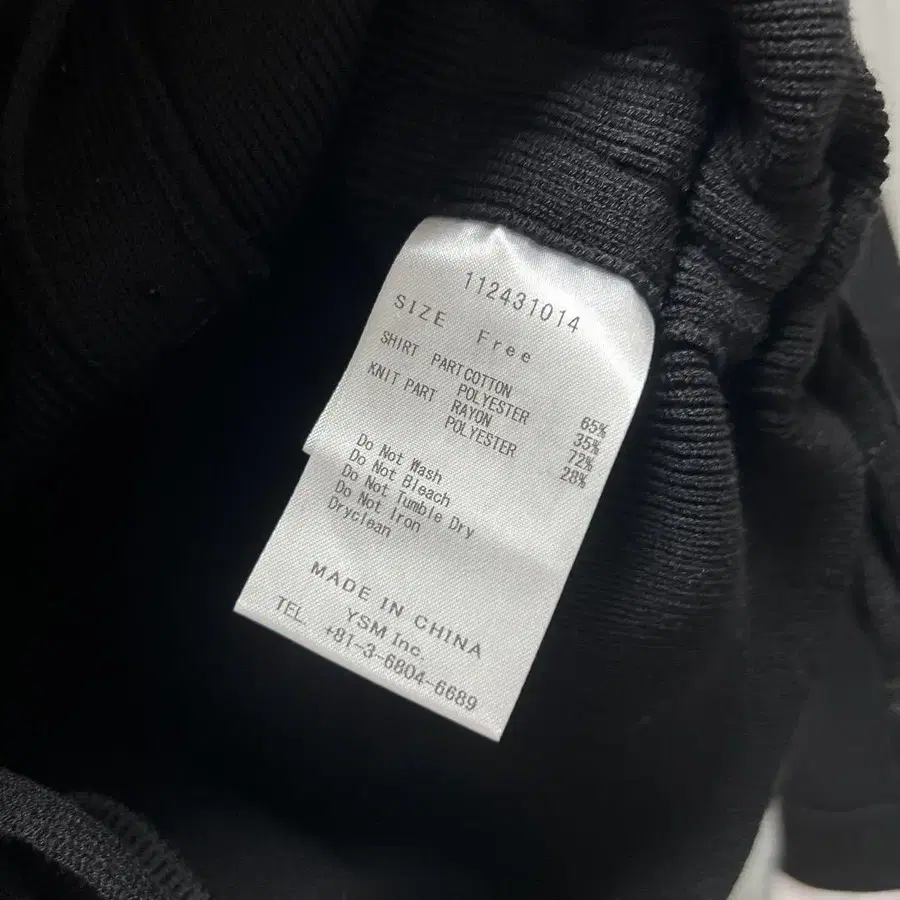 112431014
SIZE Free
SHIRT PART COTTON 65%
POLYESTER 35%
KNIT PART RAYON 72%
POLYESTER 28%
Do Not Wash
Do Not Bleach
Do Not Tumble Dry
Do Not Iron
Dryclean
MADE IN CHINA
YSM Inc.
TEL +81-3-6804-6689